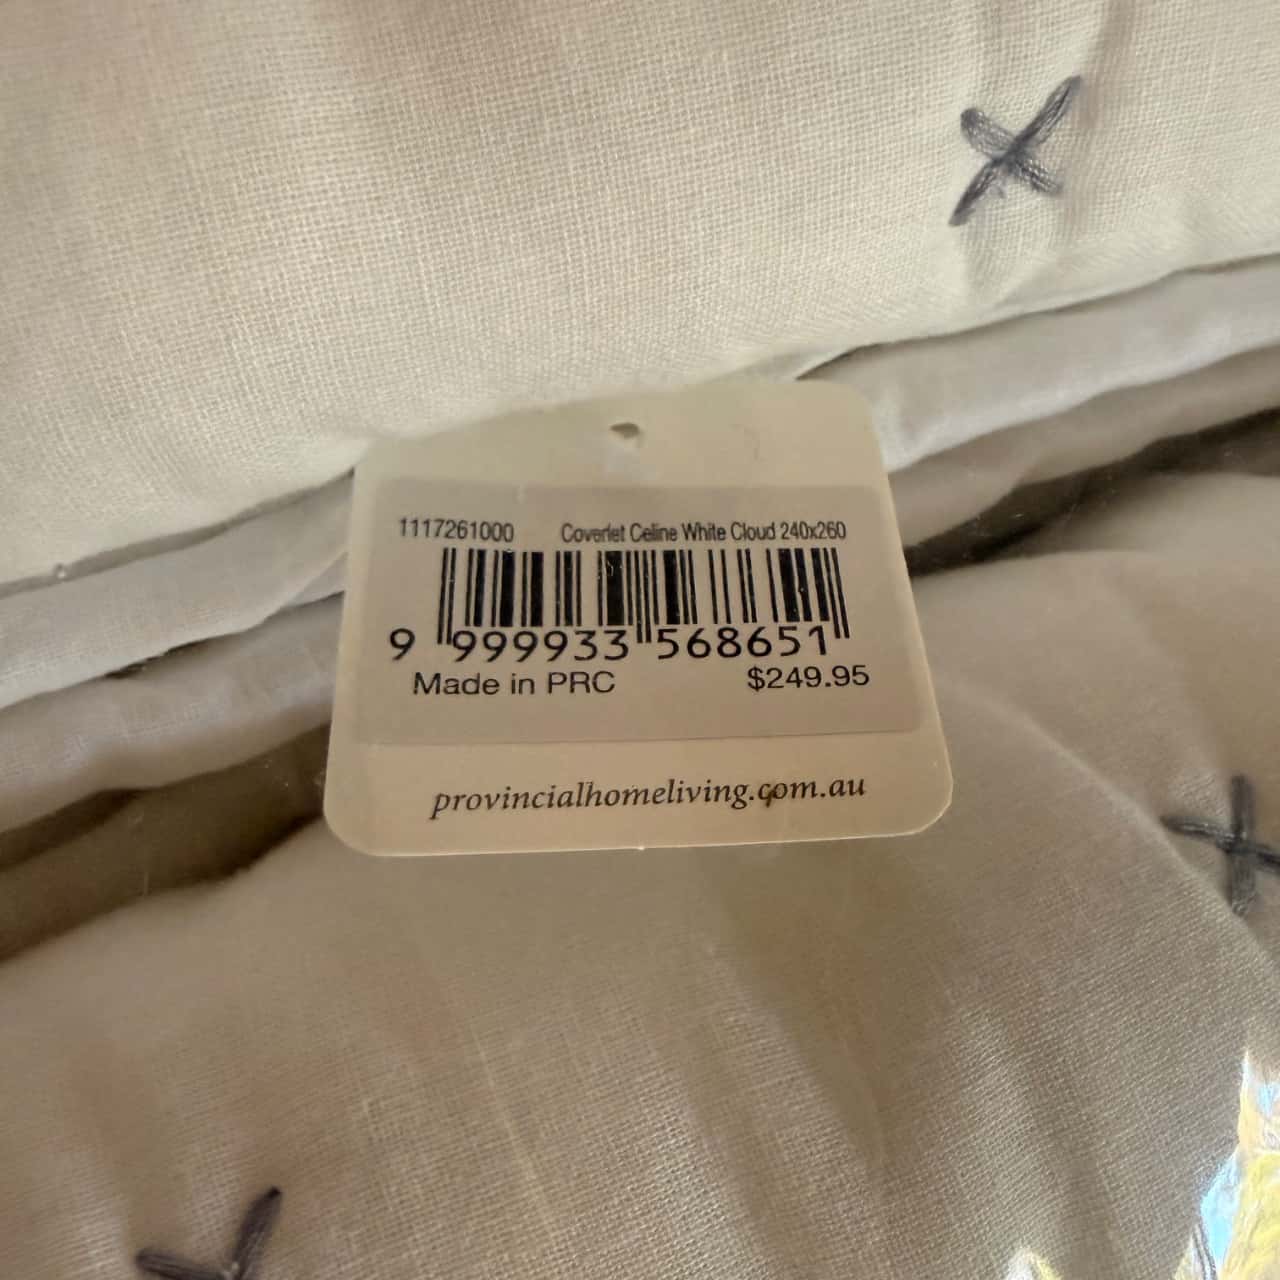 1117261000 Coverlet Celine White Cloud 240x260
9 999933 568651
Made in PRC $249.95
provincialhomeliving.com.au